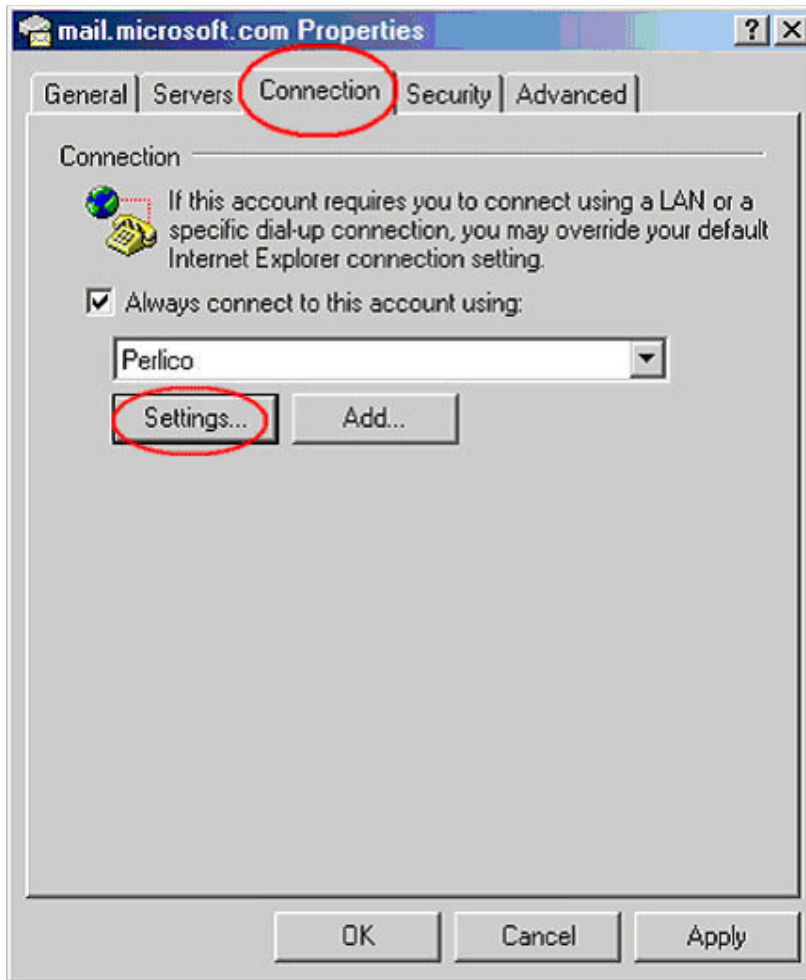 mail.microsoft.com Properties ? X
General Servers Connection Security Advanced
Connection
If this account requires you to connect using a LAN or a
specific dial-up connection, you may override your default
Internet Explorer connection setting.
Always connect to this account using:
Perlico
Settings... Add...
OK Cancel Apply